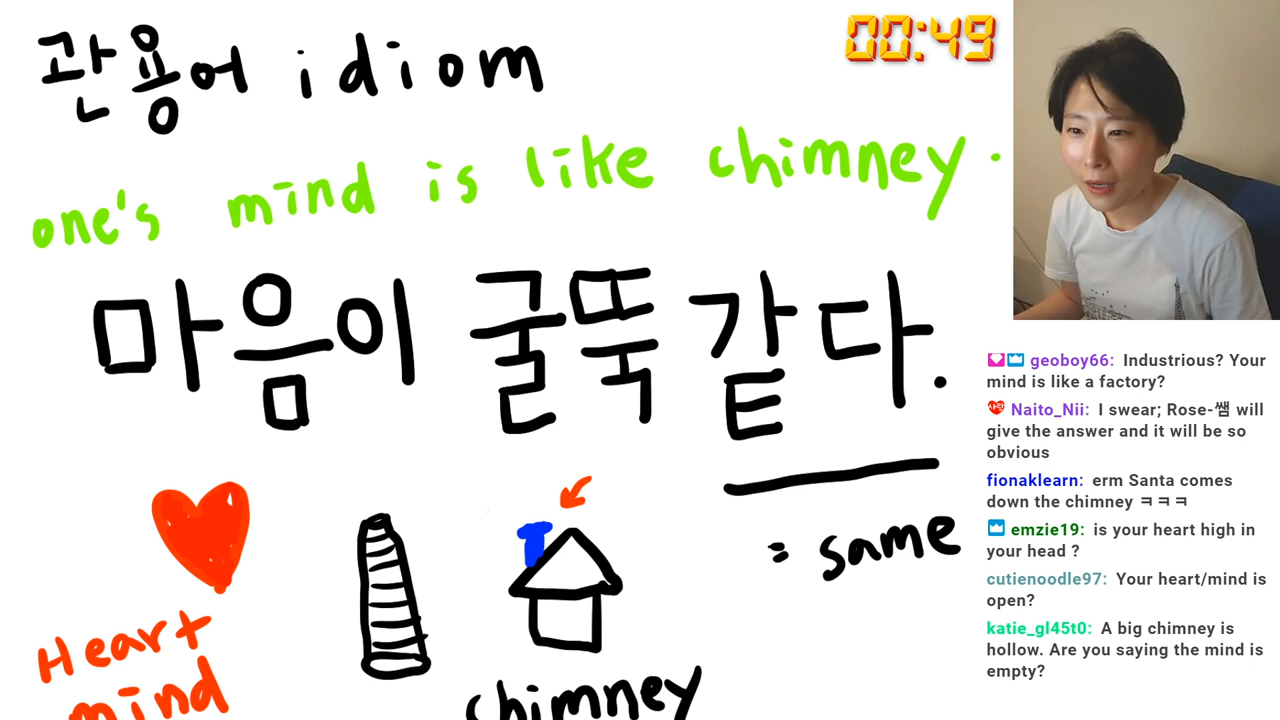 관용어 idiom
00:49
one's mind is like chimney.
마음이 굴뚝 같다.
= same
Heart
mind
chimney
geoboy66: Industrious? Your
mind is like a factory?
사랑 Naito_Nii: I swear; Rose-쌤 will
give the answer and it will be so
obvious
fionaklearn: erm Santa comes
down the chimney ㅋㅋㅋ
emzie19: is your heart high in
your head ?
cutienoodle97: Your heart/mind is
open?
katie_gl45t0: A big chimney is
hollow. Are you saying the mind is
empty?